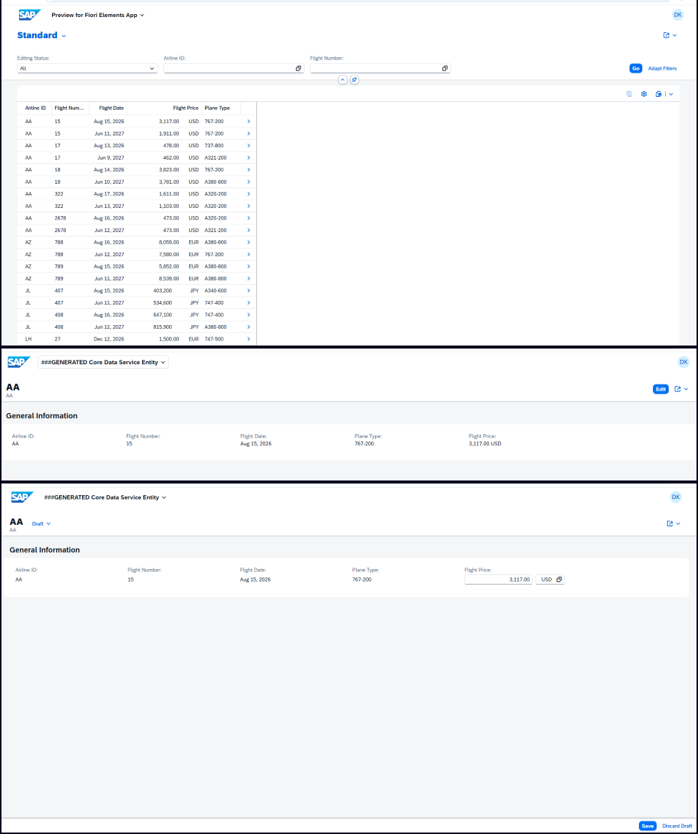 SAP Preview for Fiori Elements App DK
Standard
Editing Status: Airline ID: Flight Number:
All Go Adapt Filters
Airline ID Flight Num... Flight Date Flight Price Plane Type
AA 15 Aug 15, 2026 3,117.00 USD 767-200
AA 15 Jun 11, 2027 1,911.00 USD 767-200
AA 17 Aug 13, 2026 478.00 USD 737-800
AA 17 Jun 9, 2027 462.00 USD A321-200
AA 18 Aug 14, 2026 3,823.00 USD 767-200
AA 18 Jun 10, 2027 3,761.00 USD A380-800
AA 322 Aug 17, 2026 1,611.00 USD A320-200
AA 322 Jun 13, 2027 1,103.00 USD A320-200
AA 2678 Aug 16, 2026 473.00 USD A320-200
AA 2678 Jun 12, 2027 473.00 USD A321-200
AZ 788 Aug 16, 2026 8,059.00 EUR A380-800
AZ 788 Jun 12, 2027 7,580.00 EUR 767-200
AZ 789 Aug 15, 2026 5,852.00 EUR A380-800
AZ 789 Jun 11, 2027 8,539.00 EUR A380-800
JL 407 Aug 15, 2026 403,200 JPY A340-600
JL 407 Jun 11, 2027 534,600 JPY 747-400
JL 408 Aug 16, 2026 647,100 JPY 747-400
JL 408 Jun 12, 2027 815,900 JPY A380-800
LH 27 Dec 12, 2026 1,500.00 EUR 747-500
SAP ###GENERATED Core Data Service Entity DK
AA Edit
AA
General Information
Airline ID: Flight Number: Flight Date: Plane Type: Flight Price:
AA 15 Aug 15, 2026 767-200 3,117.00 USD
SAP ###GENERATED Core Data Service Entity DK
AA Draft
AA
General Information
Airline ID: Flight Number: Flight Date: Plane Type: Flight Price:
AA 15 Aug 15, 2026 767-200 3,117.00 USD
Save Discard Draft